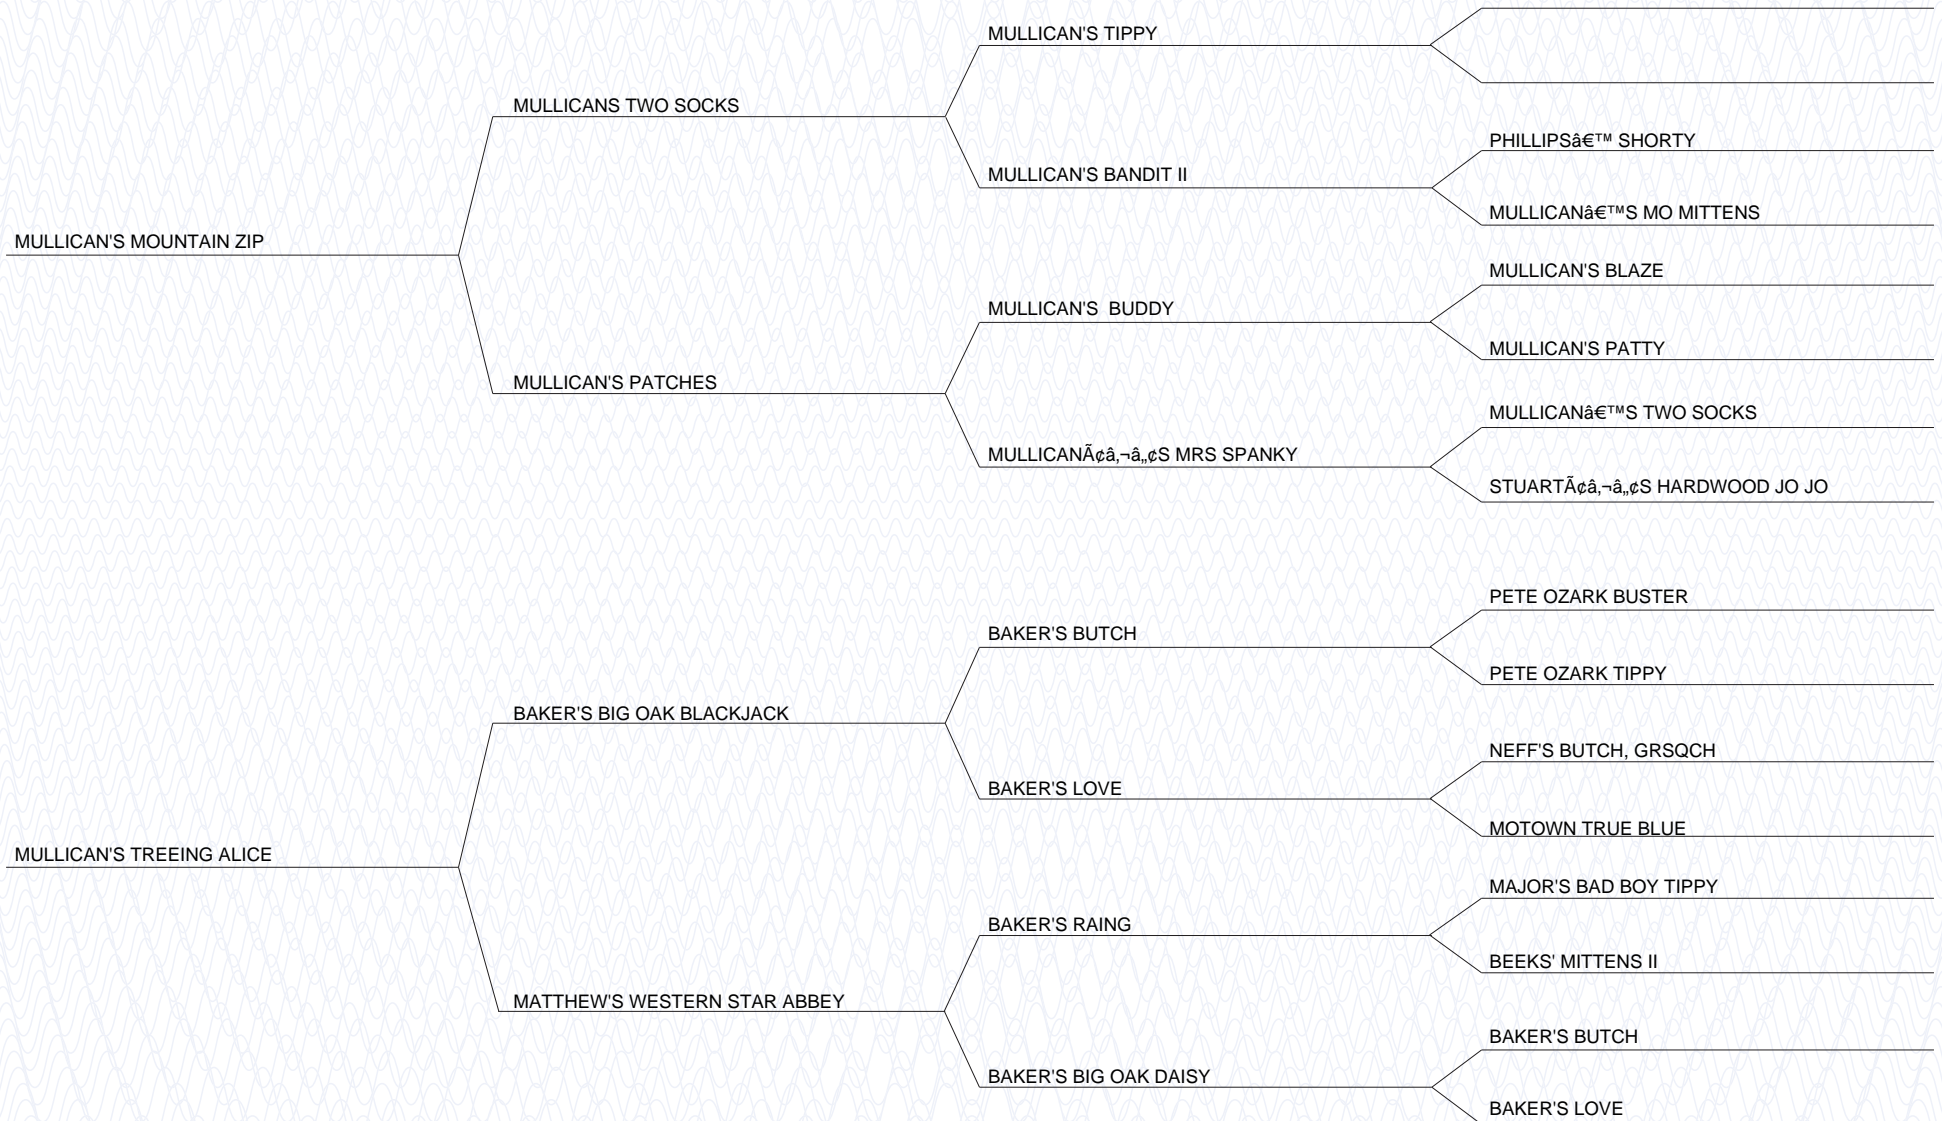 MULLICAN'S TIPPY
MULLICANS TWO SOCKS
PHILLIPSâ€™ SHORTY
MULLICAN'S BANDIT II
MULLICANâ€™S MO MITTENS
MULLICAN'S MOUNTAIN ZIP
MULLICAN'S BLAZE
MULLICAN'S  BUDDY
MULLICAN'S PATTY
MULLICAN'S PATCHES
MULLICANâ€™S TWO SOCKS
MULLICANÃ¢â‚¬â„¢S MRS SPANKY
STUARTÃ¢â‚¬â„¢S HARDWOOD JO JO
PETE OZARK BUSTER
BAKER'S BUTCH
PETE OZARK TIPPY
BAKER'S BIG OAK BLACKJACK
NEFF'S BUTCH, GRSQCH
BAKER'S LOVE
MOTOWN TRUE BLUE
MULLICAN'S TREEING ALICE
MAJOR'S BAD BOY TIPPY
BAKER'S RAING
BEEKS' MITTENS II
MATTHEW'S WESTERN STAR ABBEY
BAKER'S BUTCH
BAKER'S BIG OAK DAISY
BAKER'S LOVE